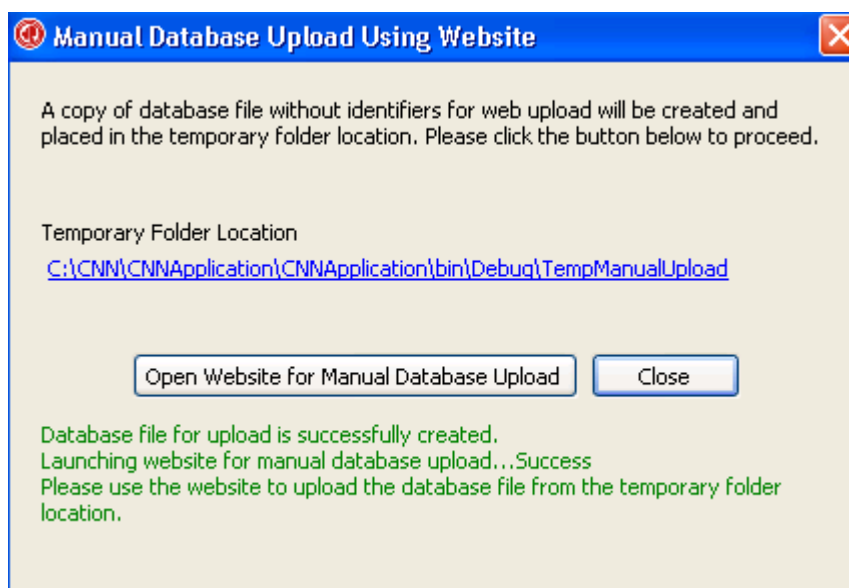 Manual Database Upload Using Website
A copy of database file without identifiers for web upload will be created and
placed in the temporary folder location. Please click the button below to proceed.
Temporary Folder Location
C:\CNN\CNNApplication\CNNApplication\bin\Debug\TempManualUpload
Open Website for Manual Database Upload
Close
Database file for upload is successfully created.
Launching website for manual database upload...Success
Please use the website to upload the database file from the temporary folder
location.